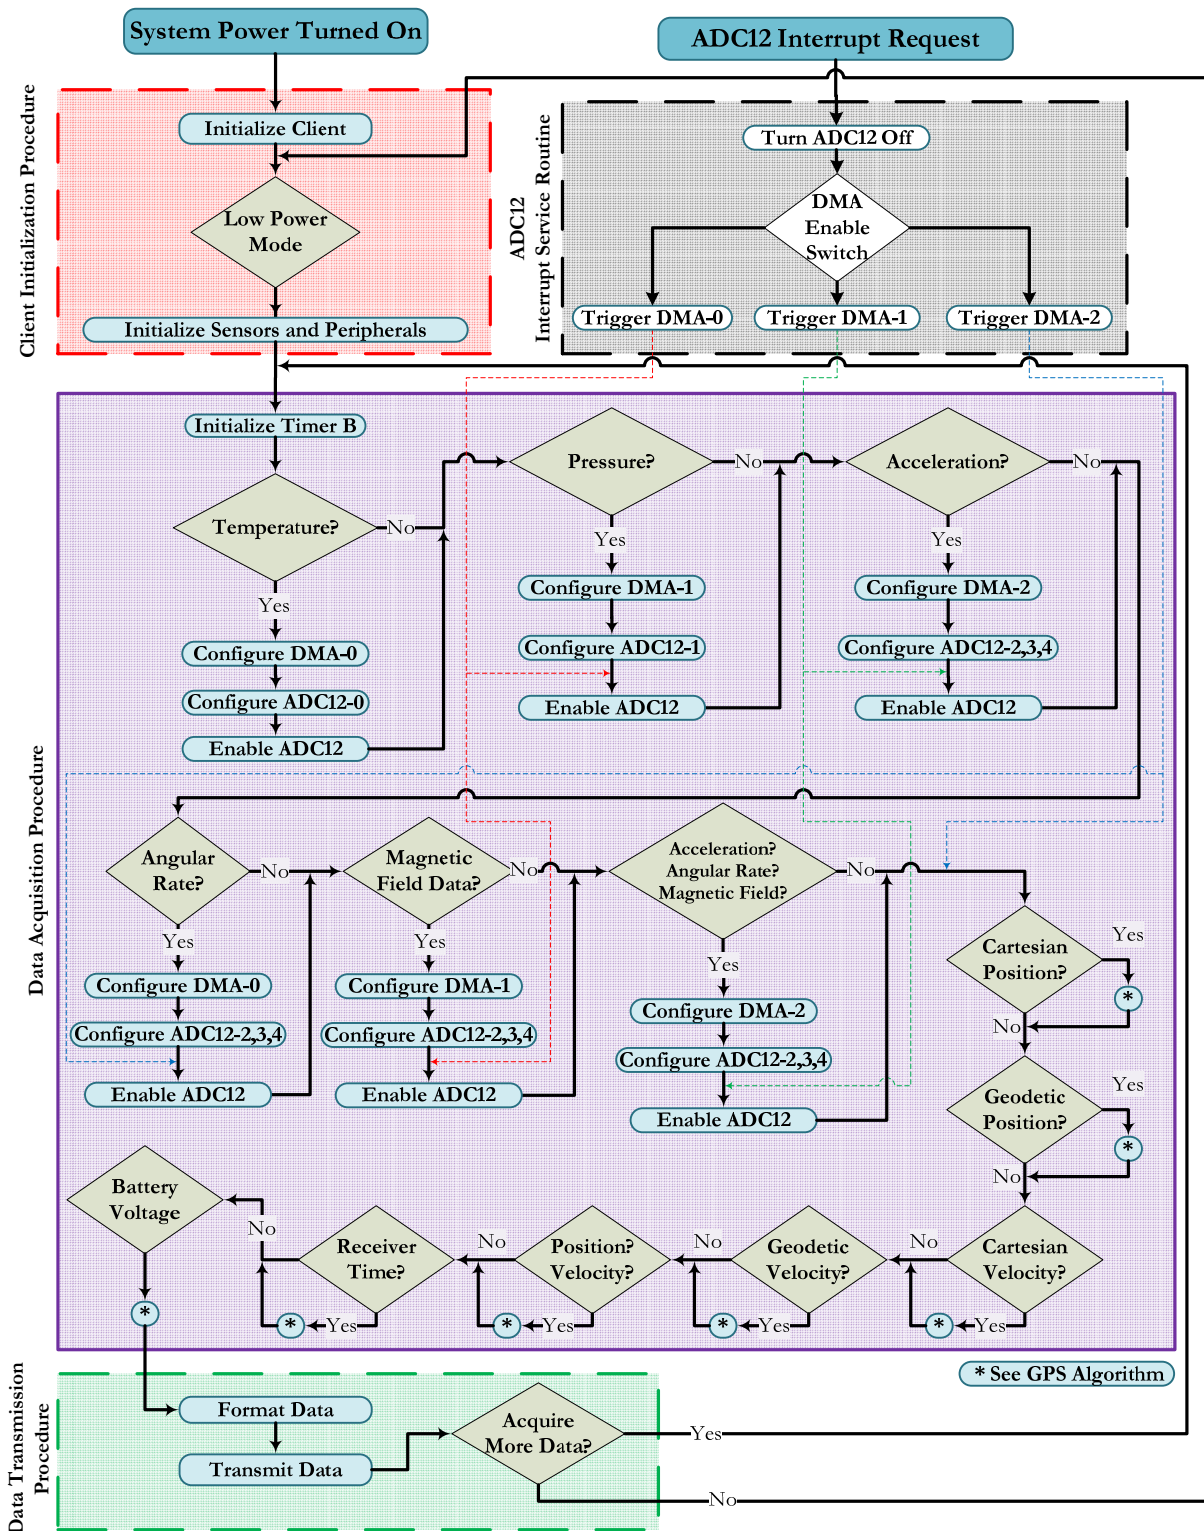 System Power Turned On
ADC12 Interrupt Request
Client Initialization Procedure
Initialize Client
Low Power
Mode
Initialize Sensors and Peripherals
ADC12
Interrupt Service Routine
Turn ADC12 Off
DMA
Enable
Switch
Trigger DMA-0
Trigger DMA-1
Trigger DMA-2
Data Acquisition Procedure
Initialize Timer B
Temperature?
No
Yes
Configure DMA-0
Configure ADC12-0
Enable ADC12
Pressure?
No
Yes
Configure DMA-1
Configure ADC12-1
Enable ADC12
Acceleration?
No
Yes
Configure DMA-2
Configure ADC12-2,3,4
Enable ADC12
Angular
Rate?
No
Yes
Configure DMA-0
Configure ADC12-2,3,4
Enable ADC12
Magnetic
Field Data?
No
Yes
Configure DMA-1
Configure ADC12-2,3,4
Enable ADC12
Acceleration?
Angular Rate?
Magnetic Field?
No
Yes
Configure DMA-2
Configure ADC12-2,3,4
Enable ADC12
Cartesian
Position?
Yes
*
No
Geodetic
Position?
Yes
*
No
Cartesian
Velocity?
No
Yes
*
Geodetic
Velocity?
No
Yes
*
Position?
Velocity?
No
Yes
*
Receiver
Time?
No
Yes
*
Battery
Voltage
*
* See GPS Algorithm
Data Transmission
Procedure
Format Data
Transmit Data
Acquire
More Data?
Yes
No